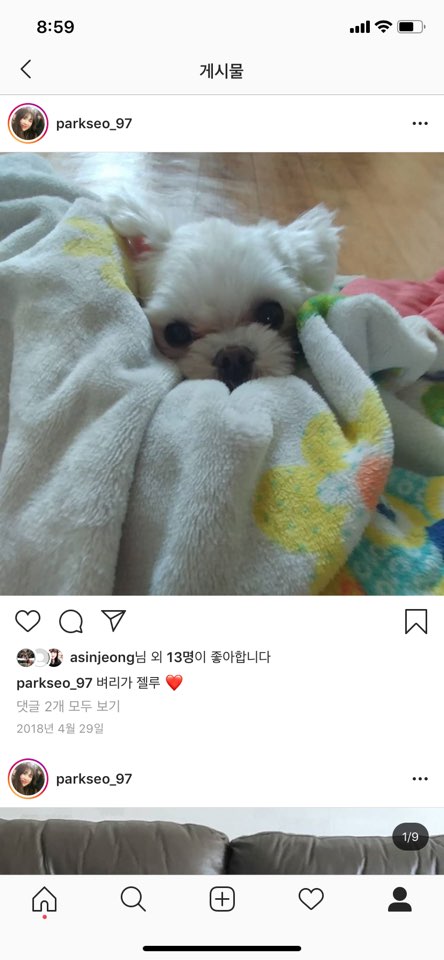 8:59
게시물
parkseo_97
asinjeong님 외 13명이 좋아합니다
parkseo_97 벼리가 젤루 ❤️
댓글 2개 모두 보기
2018년 4월 29일
parkseo_97
1/9